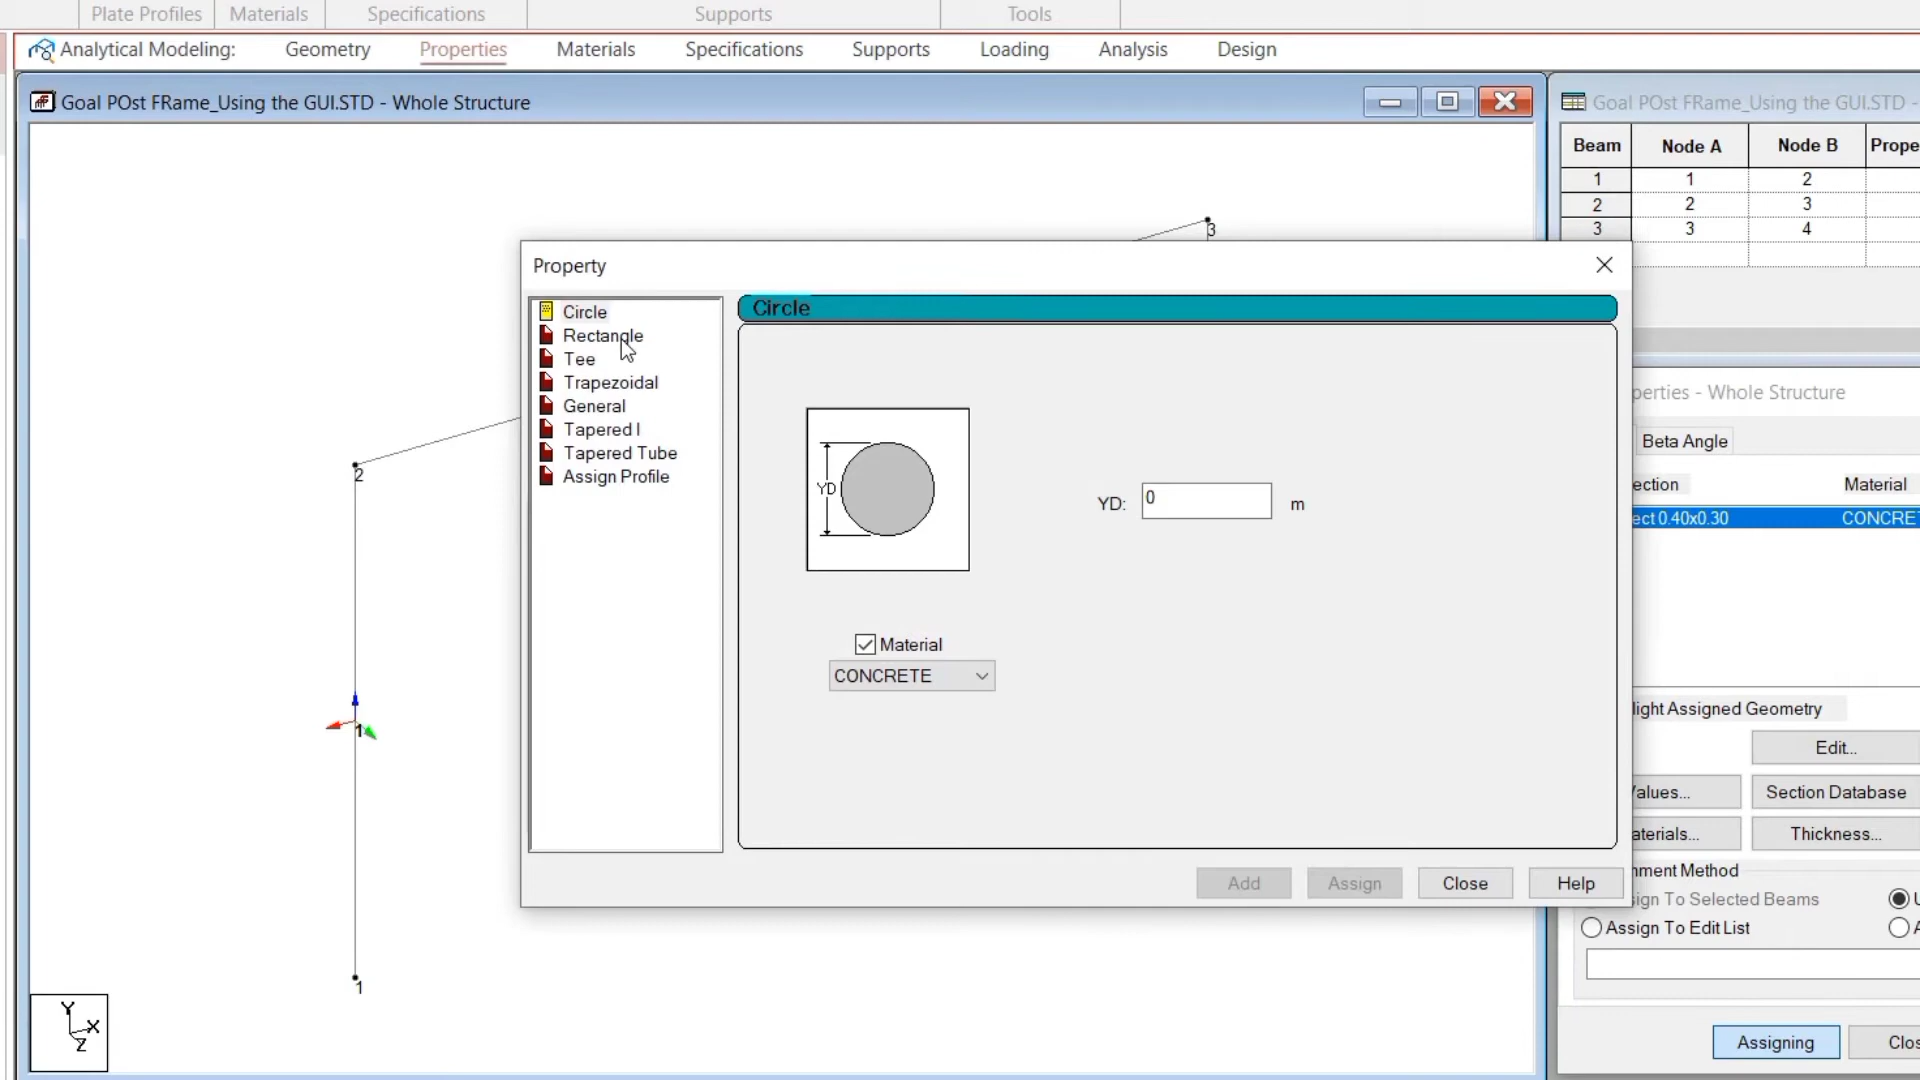 Plate Profiles Materials Specifications Supports Tools
Analytical Modeling: Geometry Properties Materials Specifications Supports Loading Analysis Design
Goal POst FRame_Using the GUI.STD - Whole Structure
Goal POst FRame_Using the GUI.STD -
Beam Node A Node B Prope
1 1 2
2 2 3
3 3 4
3
2
1
1
Y
X
Z
Property
Circle
Rectangle
Tee
Trapezoidal
General
Tapered I
Tapered Tube
Assign Profile
Circle
YD
YD: 0 m
Material
CONCRETE
Add Assign Close Help
perties - Whole Structure
Beta Angle
ection Material
ect 0.40x0.30 CONCRE
light Assigned Geometry
Edit...
Values... Section Database
aterials... Thickness...
nment Method
sign To Selected Beams U
Assign To Edit List A
Assigning Clos